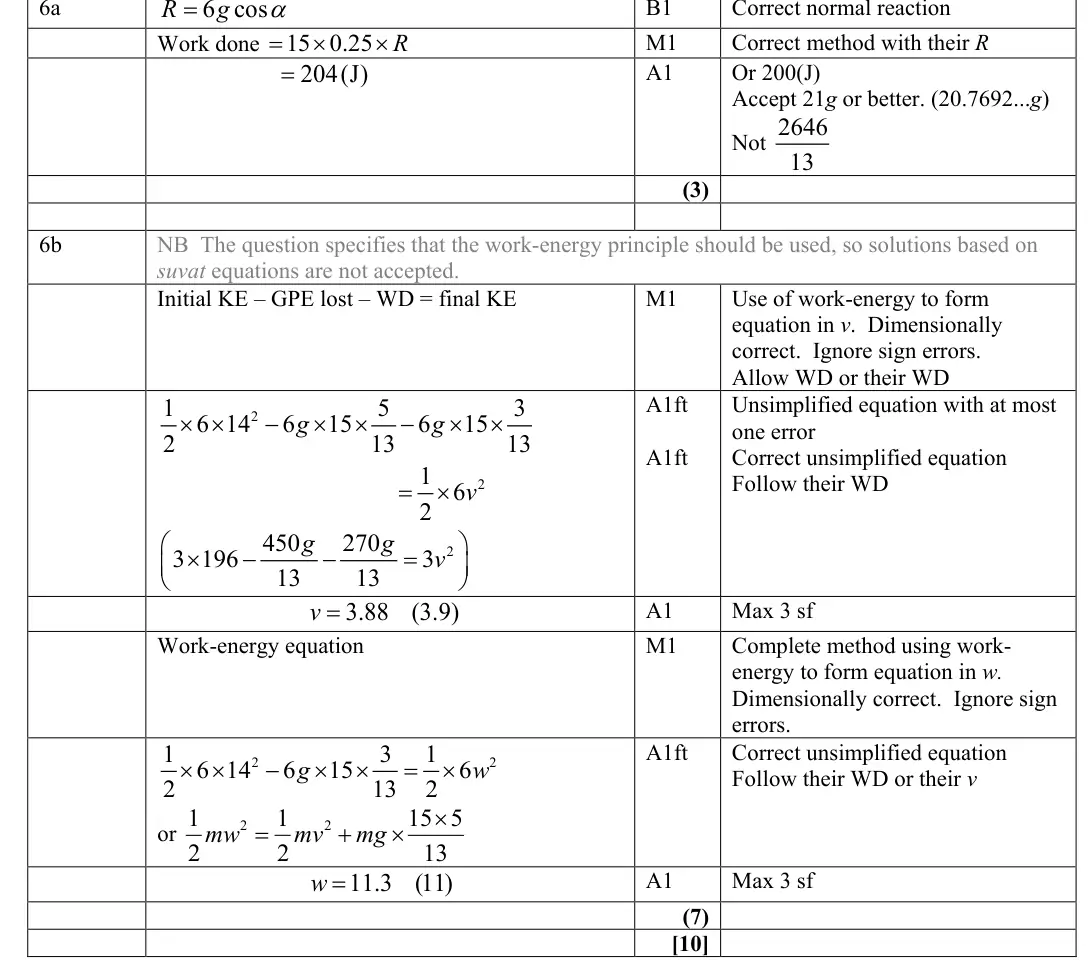 6a R = 6g cos α B1 Correct normal reaction
Work done = 15 × 0.25 × R M1 Correct method with their R
= 204 (J) A1 Or 200(J)
Accept 21g or better. (20.7692...g)
Not 2646/13
(3)
6b NB The question specifies that the work-energy principle should be used, so solutions based on
suvat equations are not accepted.
Initial KE – GPE lost – WD = final KE M1 Use of work-energy to form
equation in v. Dimensionally
correct. Ignore sign errors.
Allow WD or their WD
1/2 × 6 × 14² − 6g × 15 × 5/13 − 6g × 15 × 3/13 A1ft Unsimplified equation with at most
one error
= 1/2 × 6v² A1ft Correct unsimplified equation
Follow their WD
(3 × 196 − 450g/13 − 270g/13 = 3v²)
v = 3.88 (3.9) A1 Max 3 sf
Work-energy equation M1 Complete method using work-
energy to form equation in w.
Dimensionally correct. Ignore sign
errors.
1/2 × 6 × 14² − 6g × 15 × 3/13 = 1/2 × 6w² A1ft Correct unsimplified equation
Follow their WD or their v
or 1/2 mw² = 1/2 mv² + mg × 15×5/13
w = 11.3 (11) A1 Max 3 sf
(7)
[10]